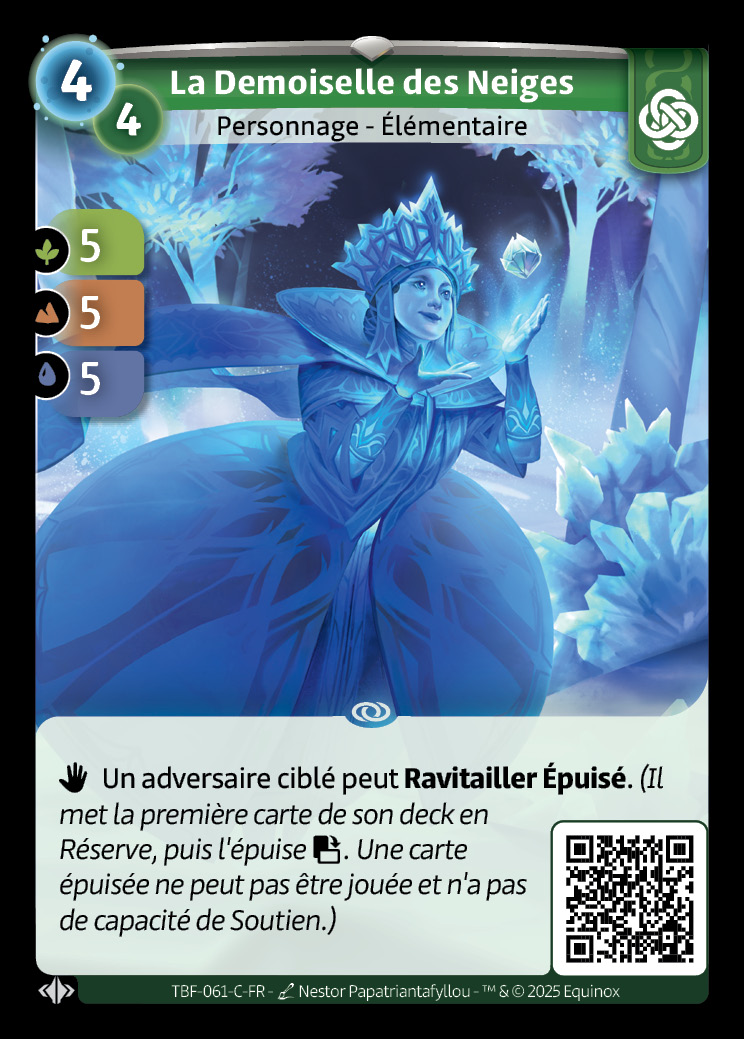 4
4
La Demoiselle des Neiges
Personnage - Élémentaire
5
5
5
Un adversaire ciblé peut Ravitailler Épuisé. (Il
met la première carte de son deck en
Réserve, puis l'épuise . Une carte
épuisée ne peut pas être jouée et n'a pas
de capacité de Soutien.)
TBF-061-C-FR - Nestor Papatriantafyllou - ™ & © 2025 Equinox